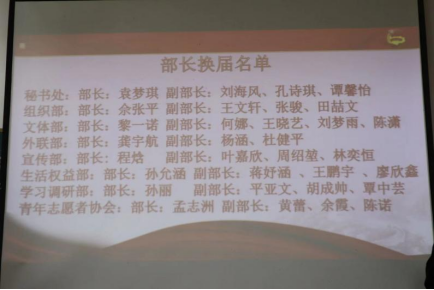 部长换届名单
秘书处：部长：袁梦琪 副部长：刘海风、孔诗琪、谭馨怡
组织部：部长：佘张平 副部长：王文轩、张骏、田喆文
文体部：部长：黎一诺 副部长：何娜、王晓艺、刘梦雨、陈潇
外联部：部长：龚宇航 副部长：杨涵、杜健平
宣传部：部长：程焓 副部长：叶嘉欣、周绍堃、林奕恒
生活权益部：部长：孙允涵 副部长：蒋妤涵 、王鹏宇 、廖欣鑫
学习调研部：部长：孙丽 副部长：平亚文、胡成帅、覃中芸
青年志愿者协会：部长：孟志洲 副部长：黄蕾、余霞、陈诺